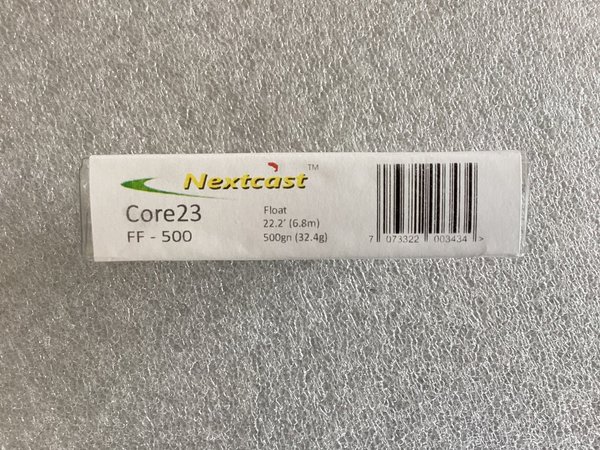 Nextcast™
Core23
FF - 500
Float
22.2' (6.8m)
500gn (32.4g)
7 073322 003434 >